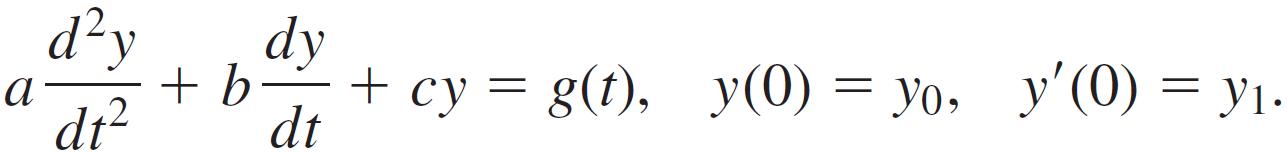 a d²y/dt² + b dy/dt + cy = g(t), y(0) = y₀, y′(0) = y₁.